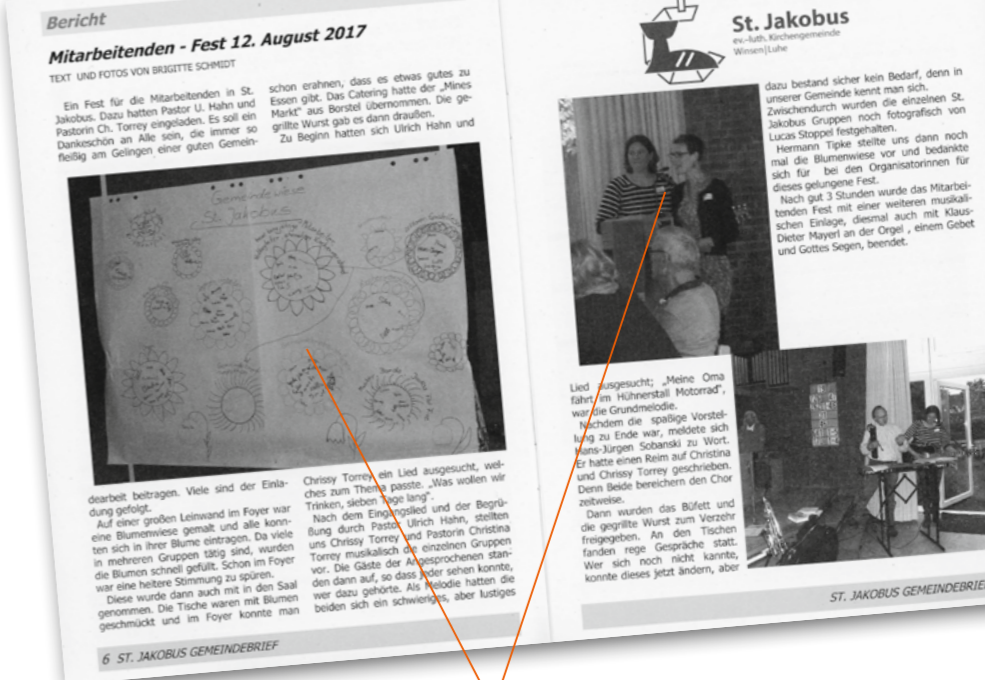 Bericht
Mitarbeitenden - Fest 12. August 2017
TEXT UND FOTOS VON BRIGITTE SCHMIDT
Ein Fest für die Mitarbeitenden in St.
Jakobus. Dazu hatten Pastor U. Hahn und
Pastorin Ch. Torrey eingeladen. Es soll ein
Dankeschön an Alle sein, die immer so
fleißig am Gelingen einer guten Gemein-
schon erahnen, dass es etwas gutes zu
Essen gibt. Das Catering hatte der „Mines
Markt" aus Borstel übernommen. Die ge-
grillte Wurst gab es dann draußen.
Zu Beginn hatten sich Ulrich Hahn und
Gemeindewiese
St. Jakobus
dearbeit beitragen. Viele sind der Einla-
dung gefolgt.
Auf einer großen Leinwand im Foyer war
eine Blumenwiese gemalt und alle konn-
ten sich in ihrer Blume eintragen. Da viele
in mehreren Gruppen tätig sind, wurden
die Blumen schnell gefüllt. Schon im Foyer
war eine heitere Stimmung zu spüren.
Diese wurde dann auch mit in den Saal
genommen. Die Tische waren mit Blumen
geschmückt und im Foyer konnte man
Chrissy Torrey ein Lied ausgesucht, wel-
ches zum Thema passte. „Was wollen wir
Trinken, sieben Tage lang".
Nach dem Eingangslied und der Begrü-
ßung durch Pastor Ulrich Hahn, stellten
uns Chrissy Torrey und Pastorin Christina
Torrey musikalisch die einzelnen Gruppen
vor. Die Gäste der Angesprochenen stan-
den dann auf, so dass jeder sehen konnte,
wer dazu gehörte. Als Melodie hatten die
beiden sich ein schwieriges, aber lustiges
6 ST. JAKOBUS GEMEINDEBRIEF
St. Jakobus
ev.-luth. Kirchengemeinde
Winsen|Luhe
dazu bestand sicher kein Bedarf, denn in
unserer Gemeinde kennt man sich.
Zwischendurch wurden die einzelnen St.
Jakobus Gruppen noch fotografisch von
Lucas Stoppel festgehalten.
Hermann Tipke stellte uns dann noch
mal die Blumenwiese vor und bedankte
sich für bei den Organisatorinnen für
dieses gelungene Fest.
Nach gut 3 Stunden wurde das Mitarbei-
tenden Fest mit einer weiteren musikali-
schen Einlage, diesmal auch mit Klaus-
Dieter Mayerl an der Orgel , einem Gebet
und Gottes Segen, beendet.
Lied ausgesucht; „Meine Oma
fährt im Hühnerstall Motorrad",
war die Grundmelodie.
Nachdem die spaßige Vorstel-
lung zu Ende war, meldete sich
Hans-Jürgen Sobanski zu Wort.
Er hatte einen Reim auf Christina
und Chrissy Torrey geschrieben.
Denn Beide bereichern den Chor
zeitweise.
Dann wurden das Büfett und
die gegrillte Wurst zum Verzehr
freigegeben. An den Tischen
fanden rege Gespräche statt.
Wer sich noch nicht kannte,
konnte dieses jetzt ändern, aber
ST. JAKOBUS GEMEINDEBRIEF